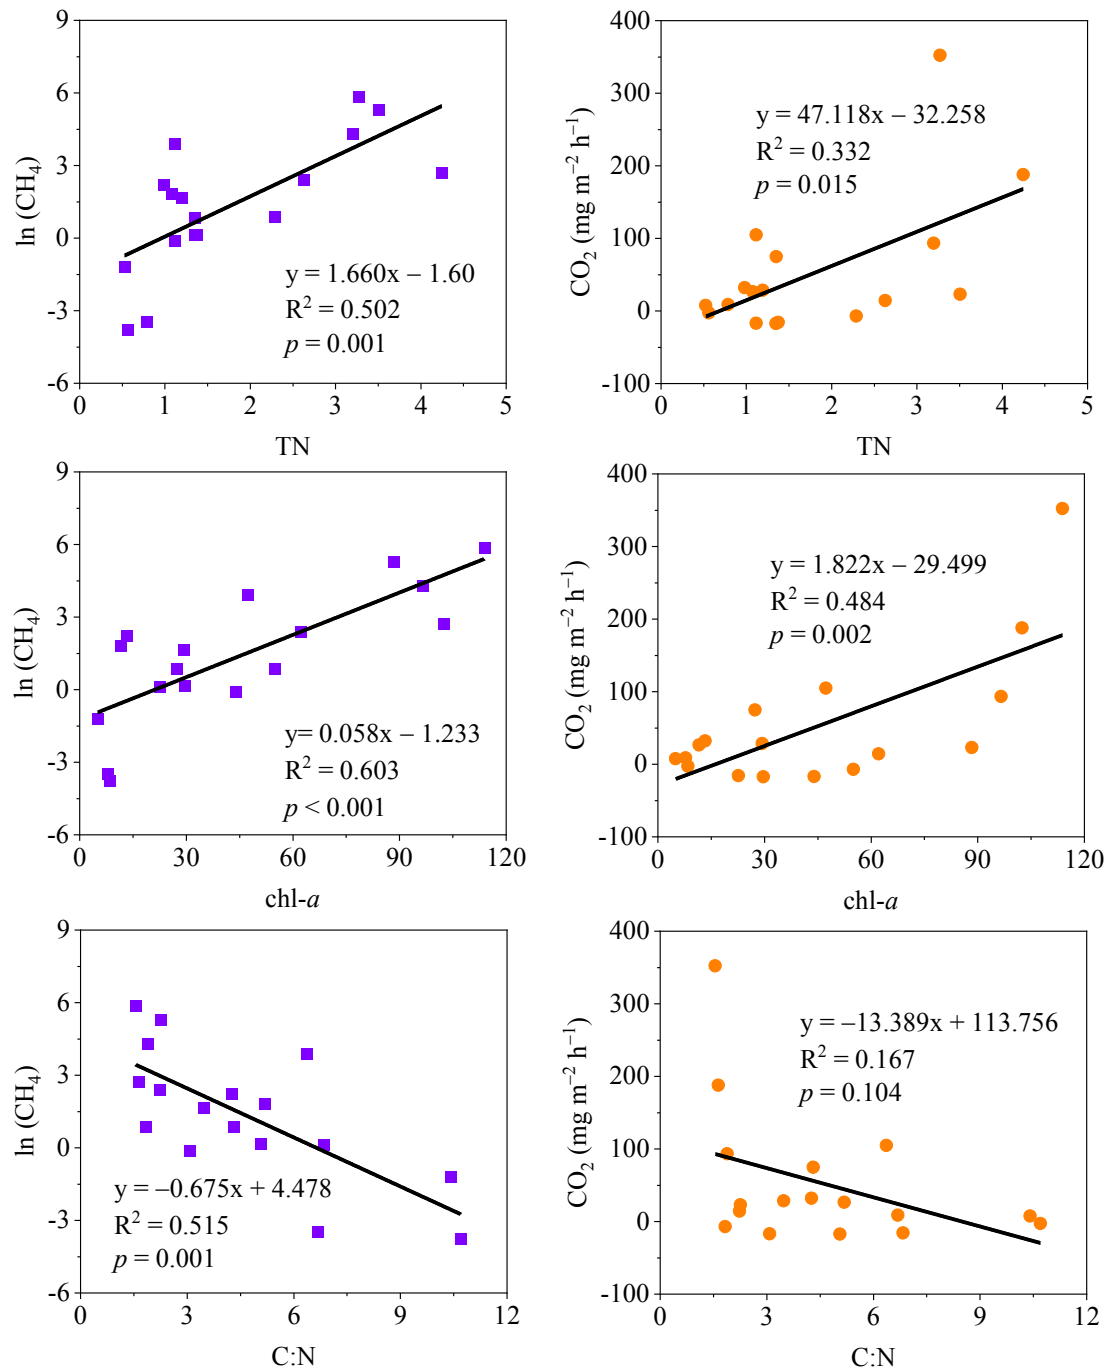 9
6
3
0
-3
-6
ln (CH4)
y = 1.660x – 1.60
R² = 0.502
p = 0.001
0 1 2 3 4 5
TN
400
300
200
100
0
-100
CO2 (mg m⁻² h⁻¹)
y = 47.118x – 32.258
R² = 0.332
p = 0.015
0 1 2 3 4 5
TN
9
6
3
0
-3
-6
ln (CH4)
y= 0.058x – 1.233
R² = 0.603
p < 0.001
0 30 60 90 120
chl-a
400
300
200
100
0
-100
CO2 (mg m⁻² h⁻¹)
y = 1.822x – 29.499
R² = 0.484
p = 0.002
0 30 60 90 120
chl-a
9
6
3
0
-3
-6
ln (CH4)
y = –0.675x + 4.478
R² = 0.515
p = 0.001
0 3 6 9 12
C:N
400
300
200
100
0
-100
CO2 (mg m⁻² h⁻¹)
y = –13.389x + 113.756
R² = 0.167
p = 0.104
0 3 6 9 12
C:N